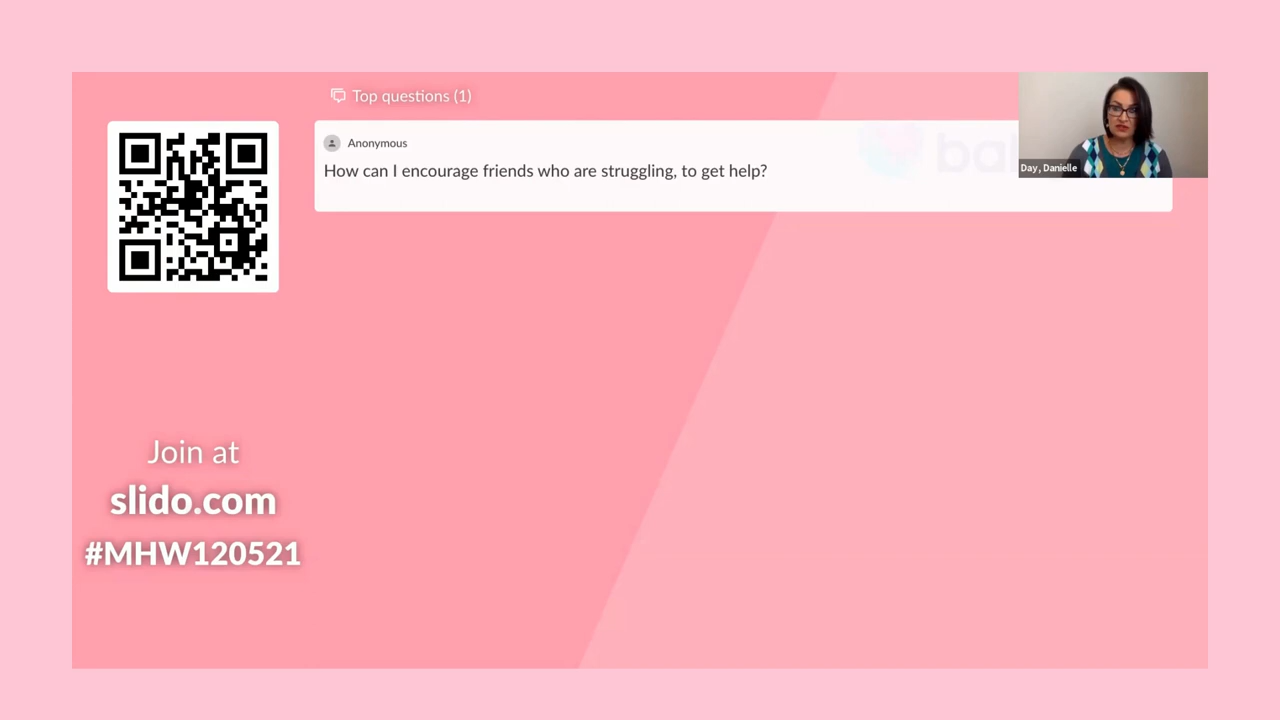 Top questions (1)
Anonymous
How can I encourage friends who are struggling, to get help?
Day, Danielle
Join at
slido.com
#MHW120521